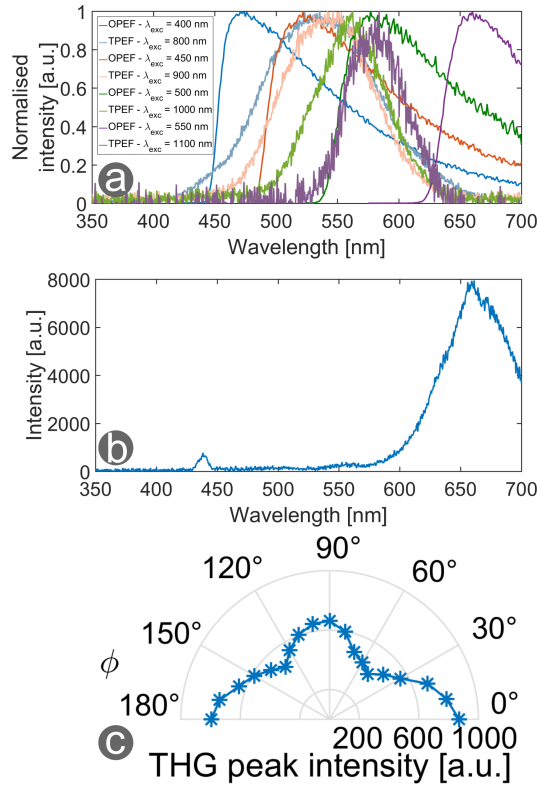 1
0.8
0.6
0.4
0.2
0
Normalised
intensity [a.u.]
OPEF - λexc = 400 nm
TPEF - λexc = 800 nm
OPEF - λexc = 450 nm
TPEF - λexc = 900 nm
OPEF - λexc = 500 nm
TPEF - λexc = 1000 nm
OPEF - λexc = 550 nm
TPEF - λexc = 1100 nm
a
350 400 450 500 550 600 650 700
Wavelength [nm]
8000
6000
4000
2000
0
Intensity [a.u.]
b
350 400 450 500 550 600 650 700
Wavelength [nm]
90°
120° 60°
150° 30°
ϕ
180° 0°
200 600 1000
c
THG peak intensity [a.u.]